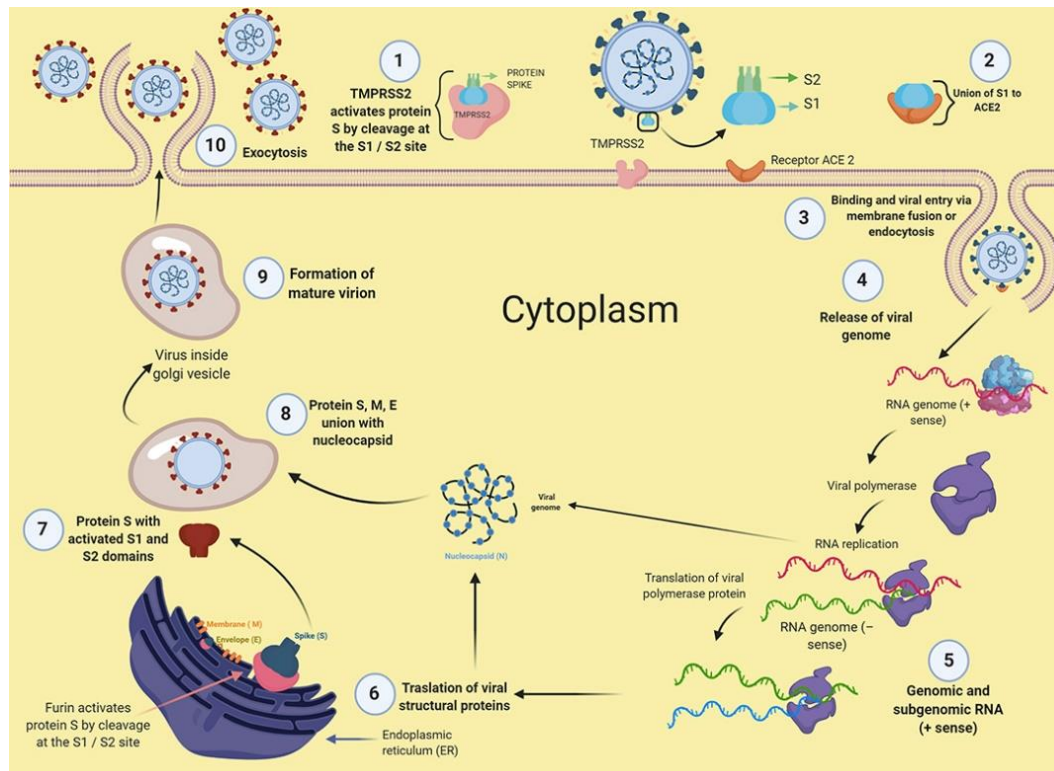 1
TMPRSS2
activates protein
S by cleavage at
the S1 / S2 site
PROTEIN
SPIKE
TMPRSS2
TMPRSS2
S2
S1
Receptor ACE 2
2
Union of S1 to
ACE2
3
Binding and viral entry via
membrane fusion or
endocytosis
4
Release of viral
genome
RNA genome (+
sense)
Viral polymerase
RNA replication
Translation of viral
polymerase protein
RNA genome (–
sense)
5
Genomic and
subgenomic RNA
(+ sense)
6
Traslation of viral
structural proteins
Viral
genome
Nucleocapsid (N)
Membrane ( M)
Envelope (E)
Spike (S)
Furin activates
protein S by cleavage
at the S1 / S2 site
Endoplasmic
reticulum (ER)
7
Protein S with
activated S1 and
S2 domains
8
Protein S, M, E
union with
nucleocapsid
Virus inside
golgi vesicle
9
Formation of
mature virion
10
Exocytosis
Cytoplasm